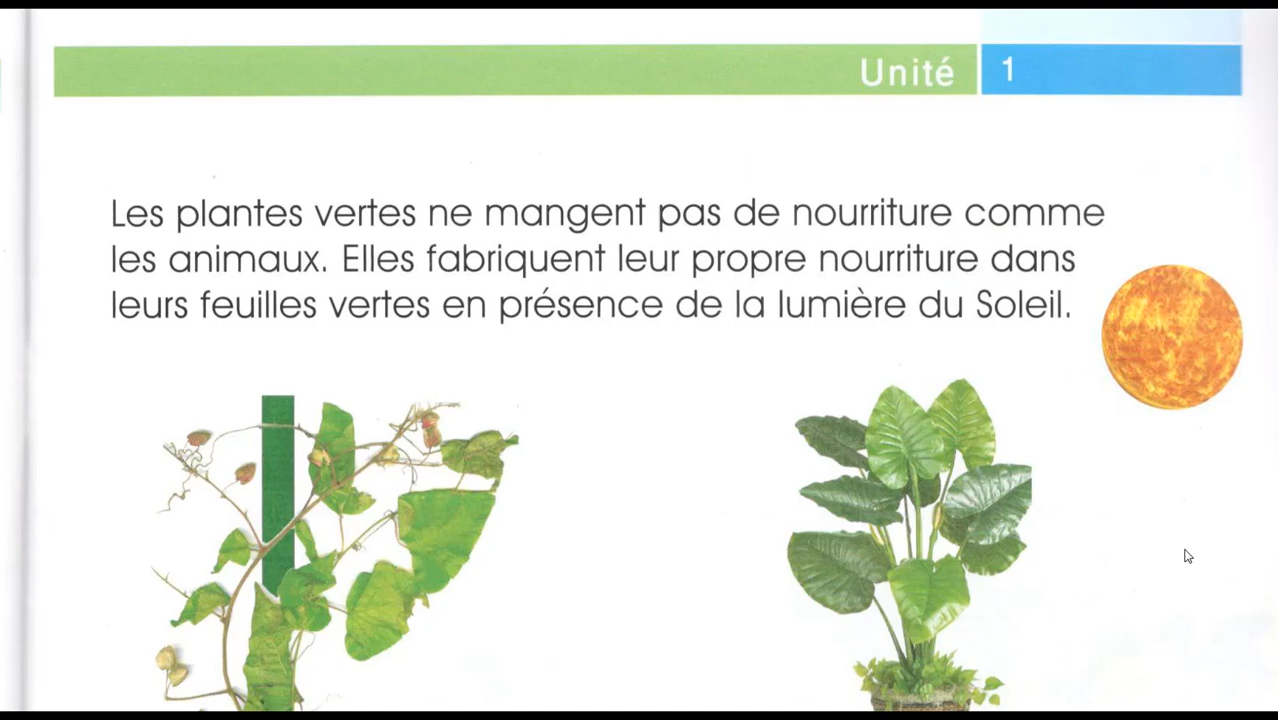 Unité 1
Les plantes vertes ne mangent pas de nourriture comme
les animaux. Elles fabriquent leur propre nourriture dans
leurs feuilles vertes en présence de la lumière du Soleil.